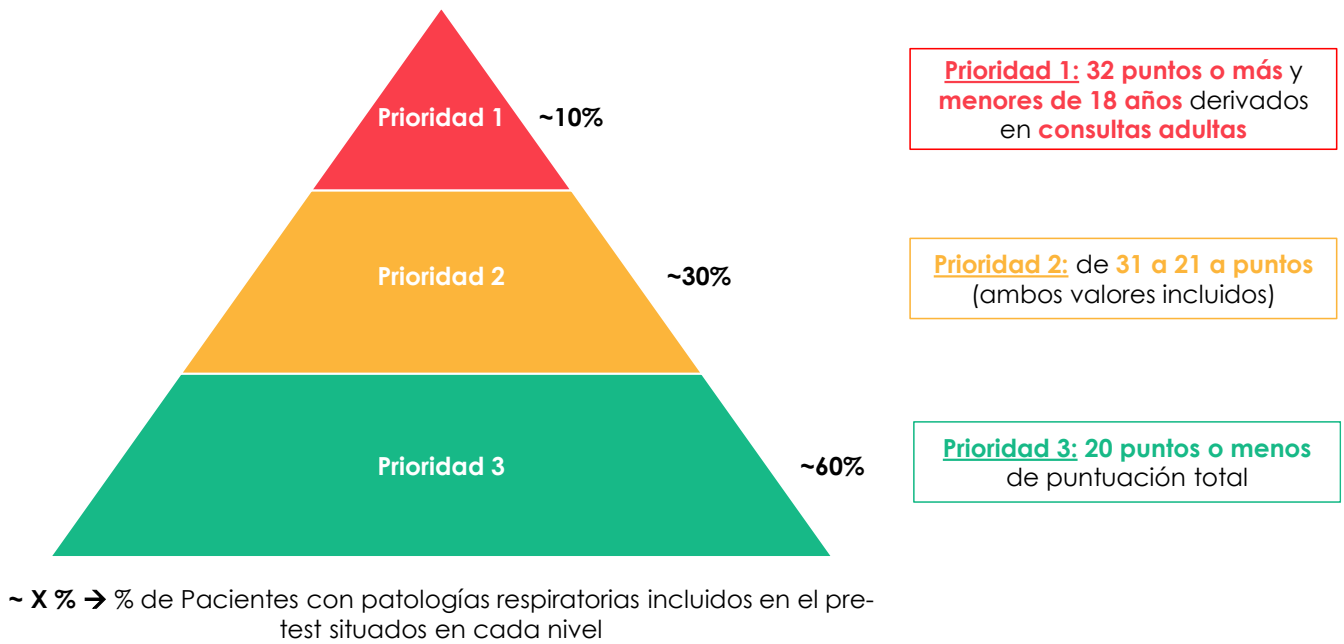 Prioridad 1
~10%
Prioridad 1: 32 puntos o más y
menores de 18 años derivados
en consultas adultas
Prioridad 2
~30%
Prioridad 2: de 31 a 21 a puntos
(ambos valores incluidos)
Prioridad 3
~60%
Prioridad 3: 20 puntos o menos
de puntuación total
~ X % → % de Pacientes con patologías respiratorias incluidos en el pre-
test situados en cada nivel